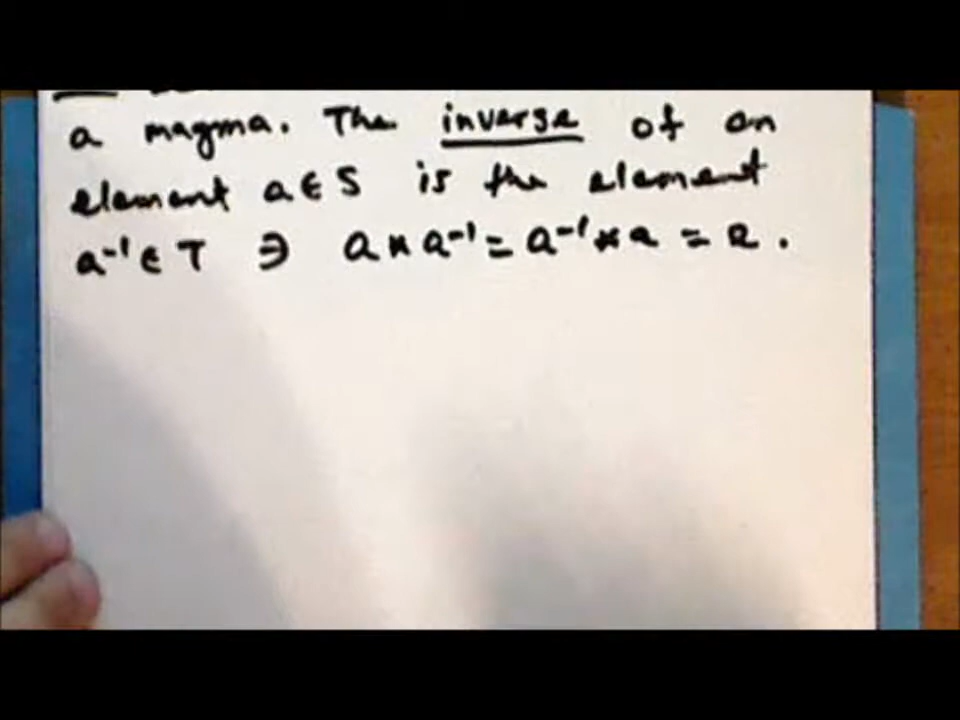 a magma. The inverse of an
element a ∈ S is the element
a⁻¹ ∈ T ∋ a * a⁻¹ = a⁻¹ * a = e.